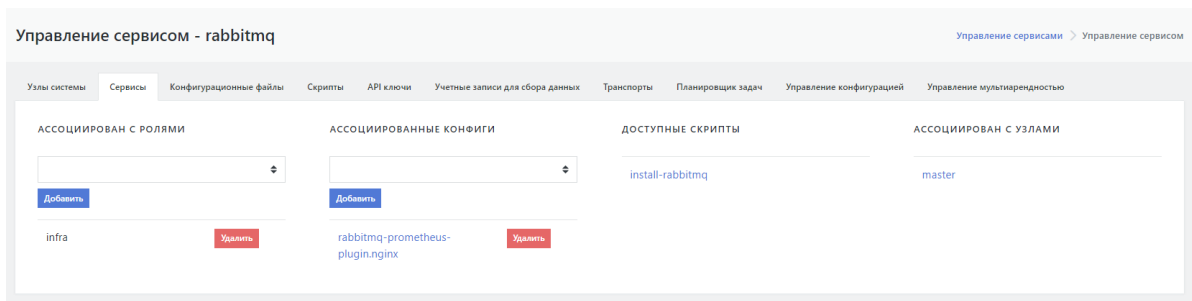 Управление сервисом - rabbitmq
Управление сервисами > Управление сервисом
Узлы системы Сервисы Конфигурационные файлы Скрипты API ключи Учетные записи для сбора данных Транспорты Планировщик задач Управление конфигурацией Управление мультиарендностью
АССОЦИИРОВАН С РОЛЯМИ
Добавить
infra Удалить
АССОЦИИРОВАННЫЕ КОНФИГИ
Добавить
rabbitmq-prometheus-
plugin.nginx Удалить
ДОСТУПНЫЕ СКРИПТЫ
install-rabbitmq
АССОЦИИРОВАН С УЗЛАМИ
master